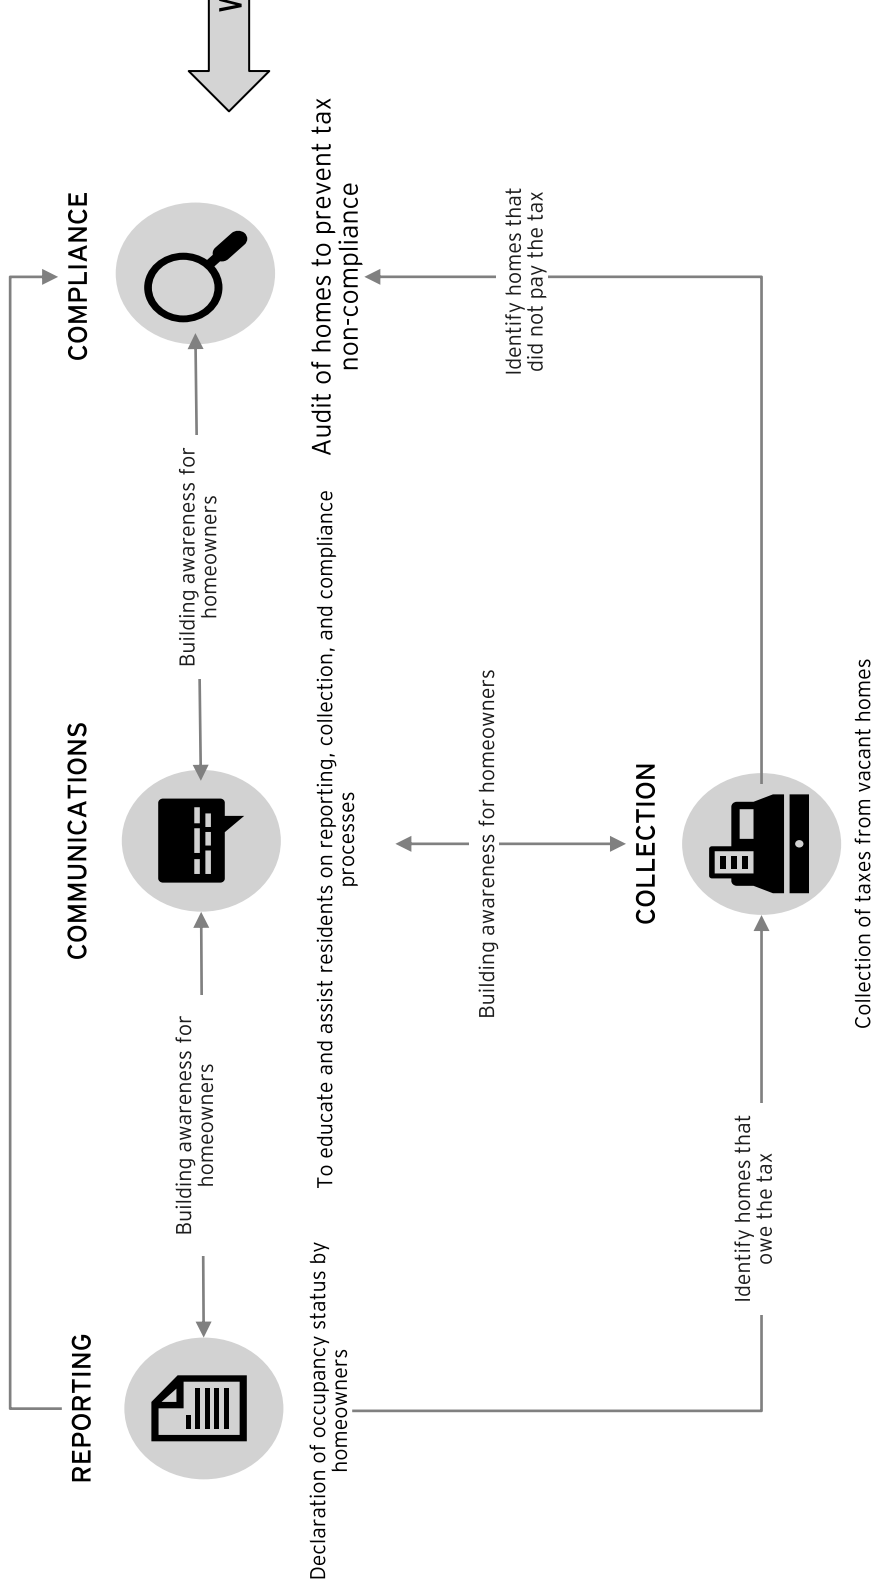 REPORTING
COMMUNICATIONS
COMPLIANCE
Building awareness for
homeowners
Building awareness for
homeowners
Declaration of occupancy status by
homeowners
To educate and assist residents on reporting, collection, and compliance
processes
Audit of homes to prevent tax
non-compliance
Building awareness for homeowners
Identify homes that
did not pay the tax
COLLECTION
Identify homes that
owe the tax
Collection of taxes from vacant homes